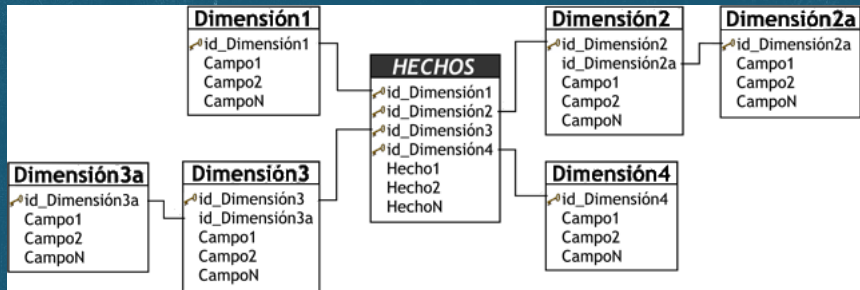 Dimensión1
id_Dimensión1
Campo1
Campo2
CampoN
HECHOS
id_Dimensión1
id_Dimensión2
id_Dimensión3
id_Dimensión4
Hecho1
Hecho2
HechoN
Dimensión2
id_Dimensión2
id_Dimensión2a
Campo1
Campo2
CampoN
Dimensión2a
id_Dimensión2a
Campo1
Campo2
CampoN
Dimensión3a
id_Dimensión3a
Campo1
Campo2
CampoN
Dimensión3
id_Dimensión3
id_Dimensión3a
Campo1
Campo2
CampoN
Dimensión4
id_Dimensión4
Campo1
Campo2
CampoN